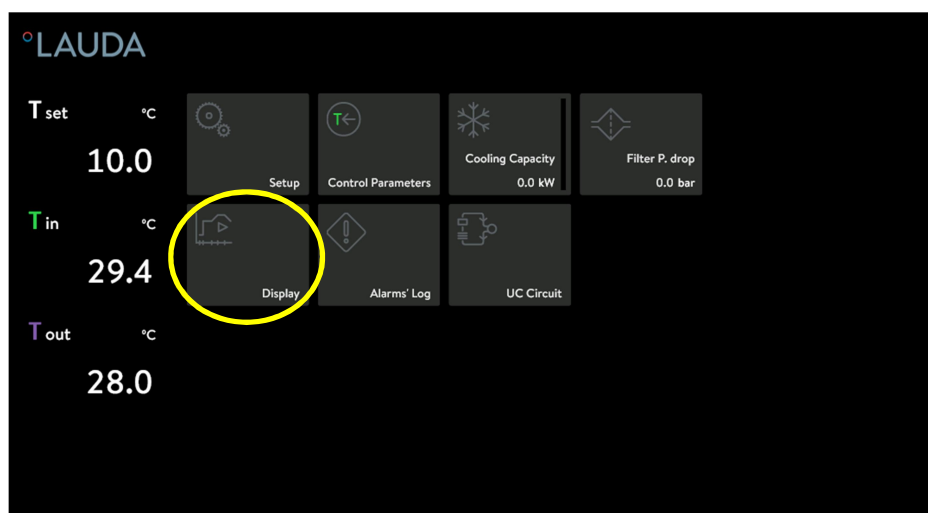 °LAUDA
T set °C
10.0
T in °C
29.4
T out °C
28.0
Setup
T
Control Parameters
Cooling Capacity
0.0 kW
Filter P. drop
0.0 bar
Display
Alarms' Log
UC Circuit